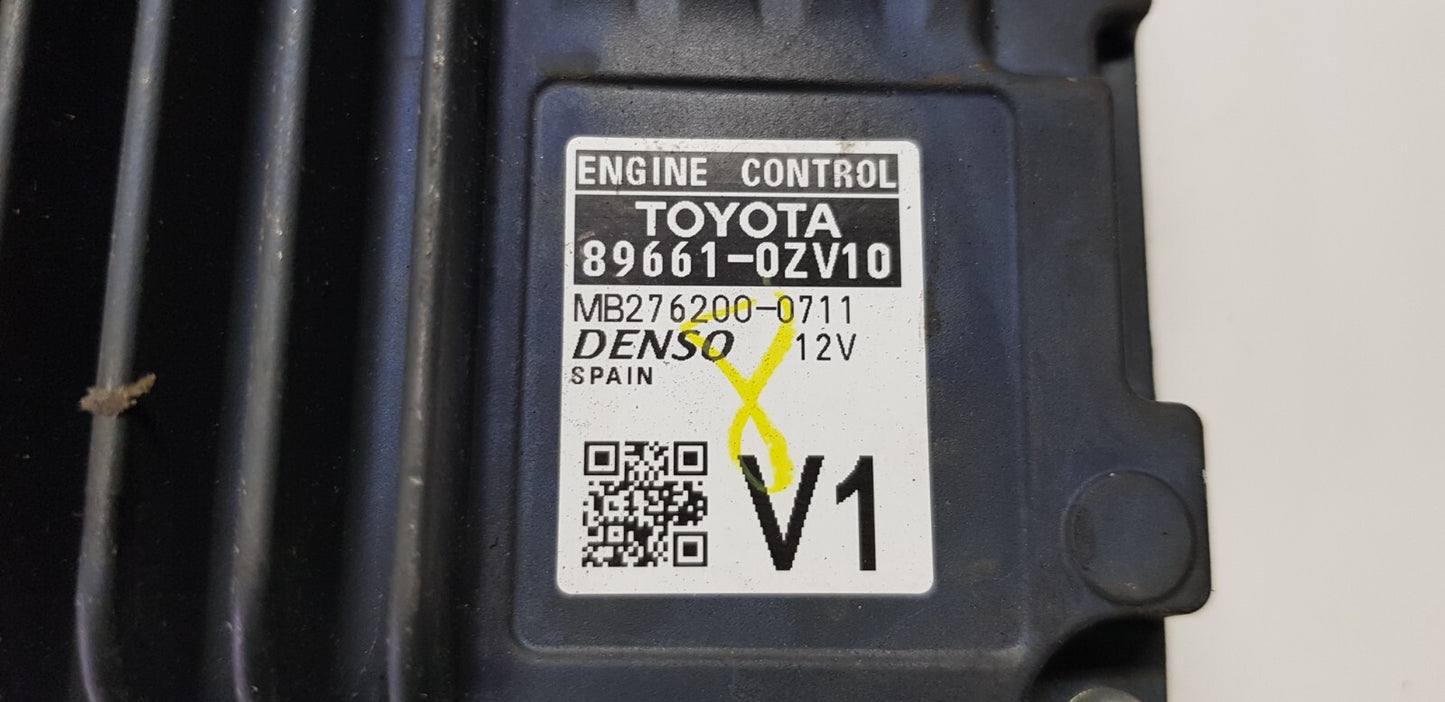 ENGINE CONTROL
TOYOTA
89661-0ZV10
MB276200-0711
DENSO 12V
SPAIN
V1